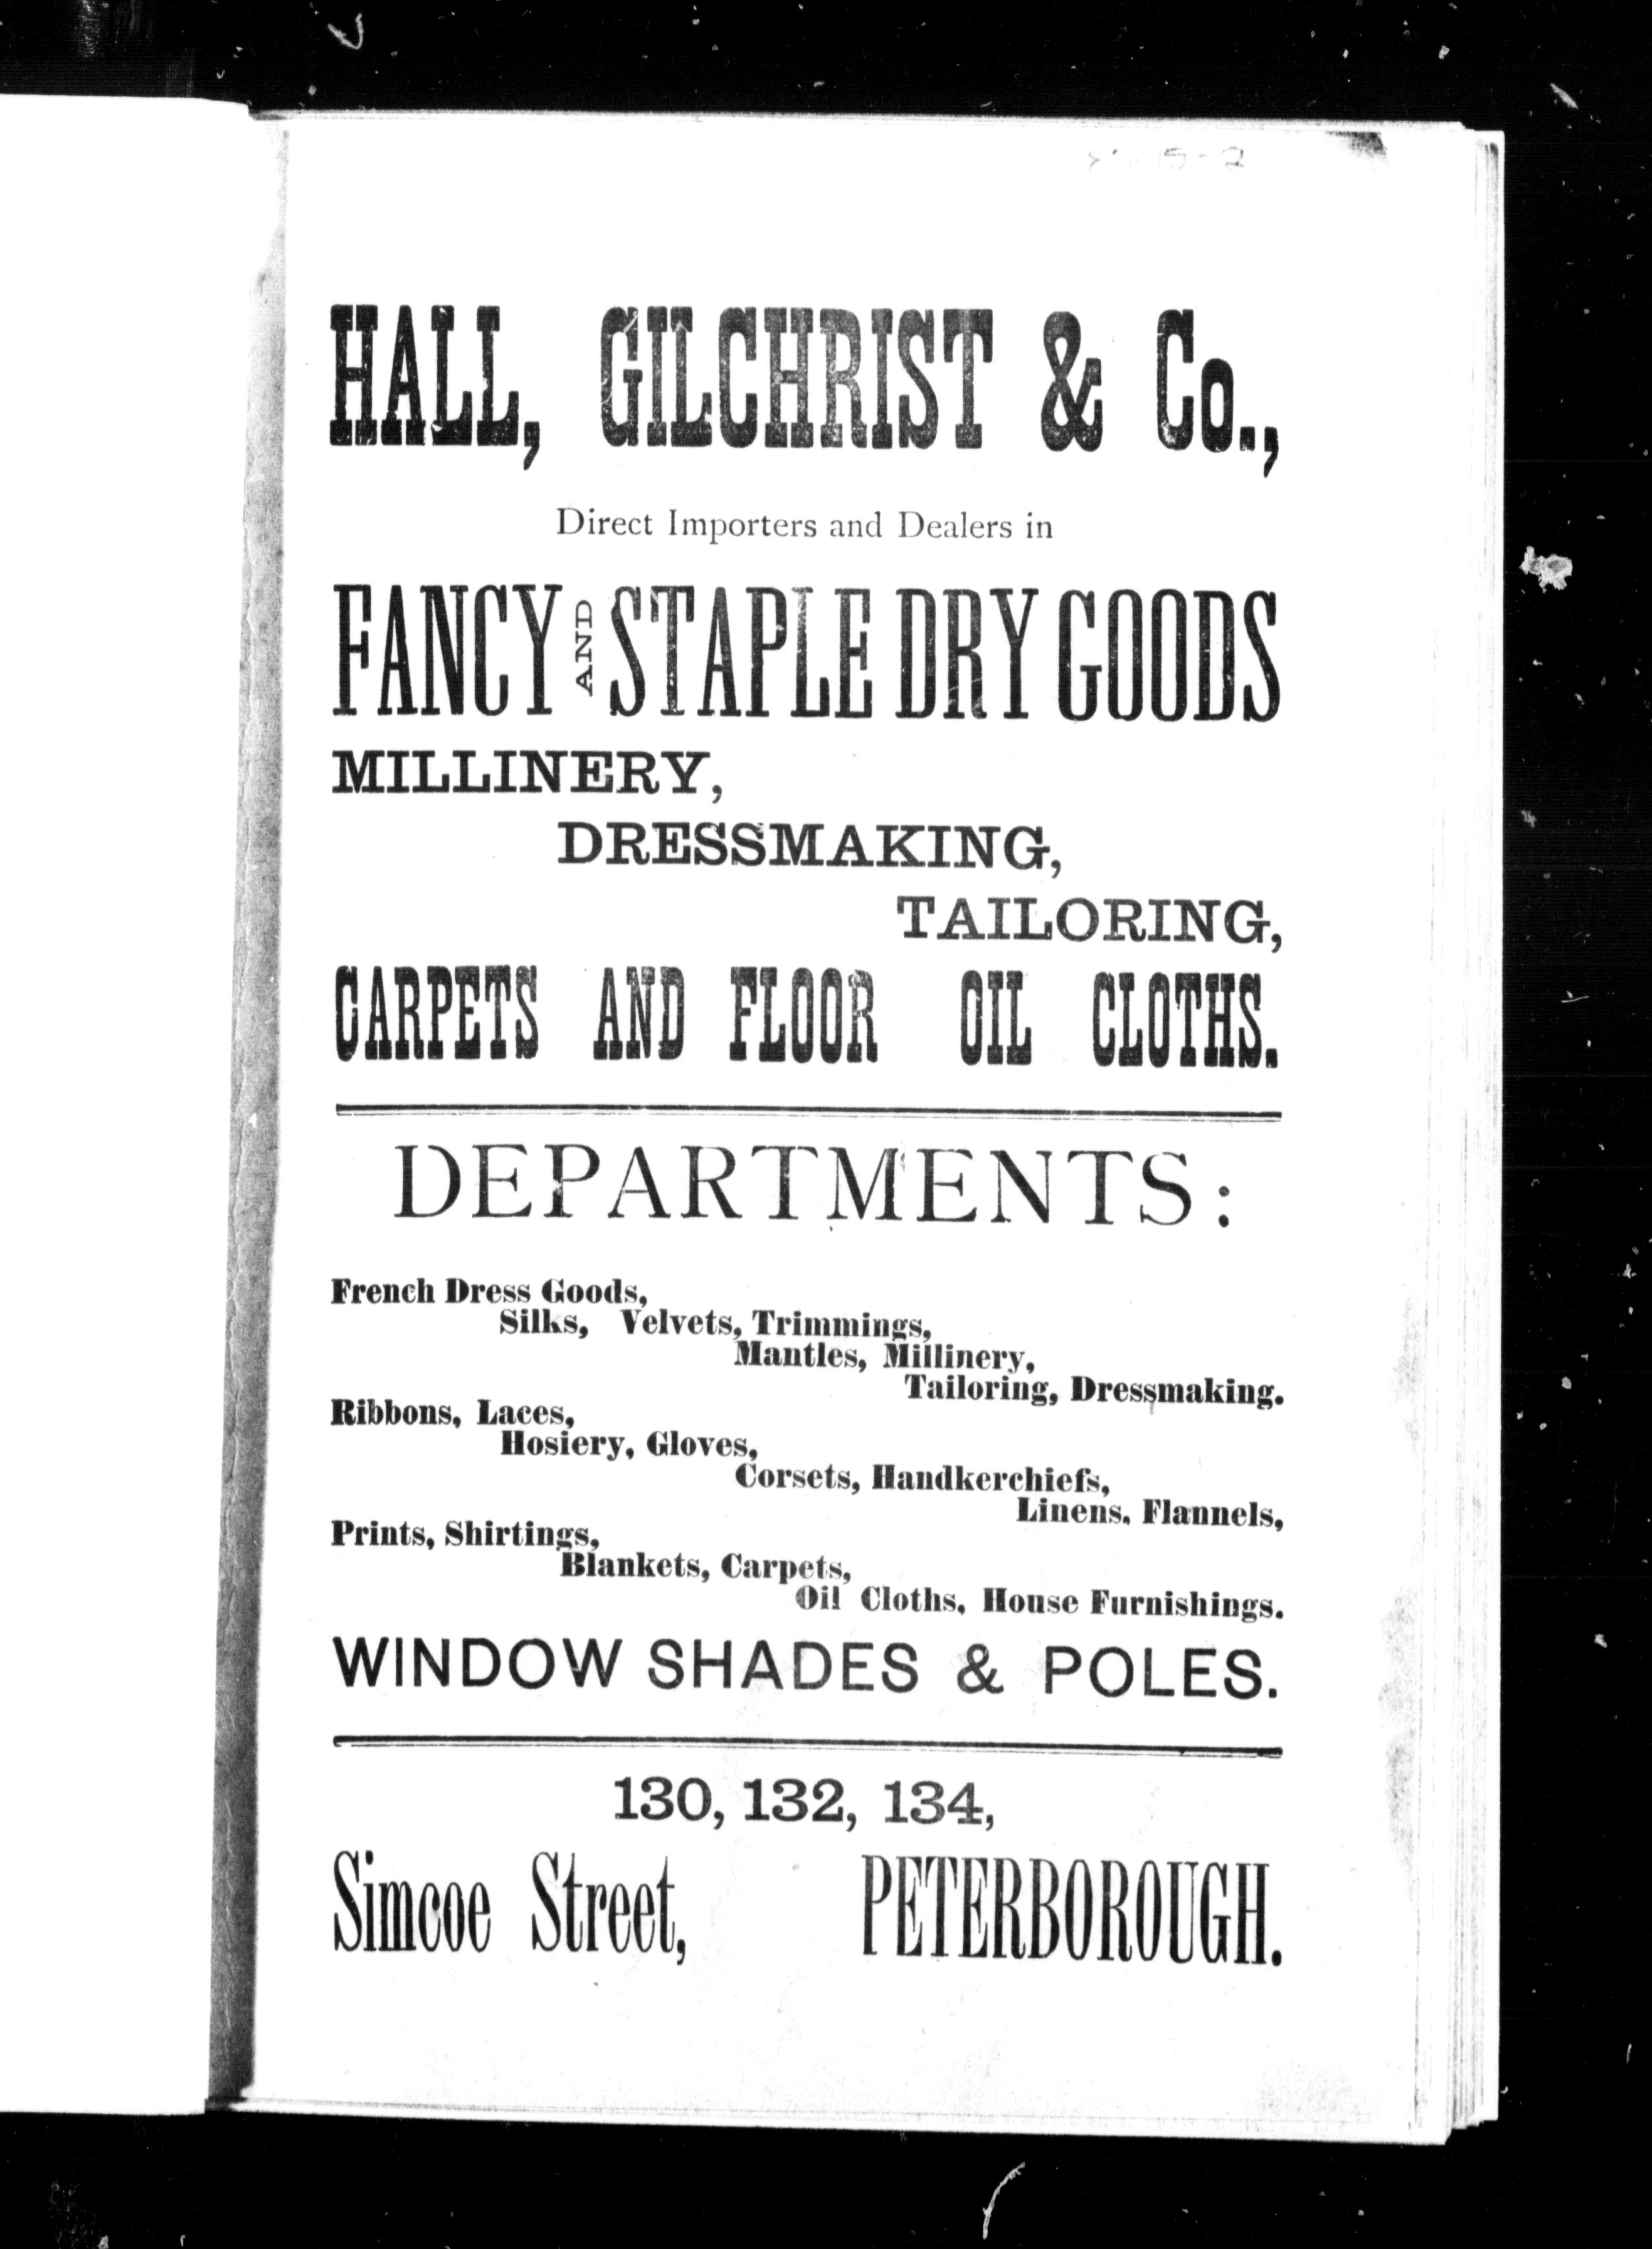 HALL, GILCHRIST & Co.,
Direct Importers and Dealers in
FANCY AND STAPLE DRY GOODS
MILLINERY,
DRESSMAKING,
TAILORING,
CARPETS AND FLOOR OIL CLOTHS.
DEPARTMENTS:
French Dress Goods,
Silks, Velvets, Trimmings,
Mantles, Millinery,
Tailoring, Dressmaking.
Ribbons, Laces,
Hosiery, Gloves,
Corsets, Handkerchiefs,
Linens, Flannels,
Prints, Shirtings,
Blankets, Carpets,
Oil Cloths, House Furnishings.
WINDOW SHADES & POLES.
130, 132, 134,
Simcoe Street, PETERBOROUGH.